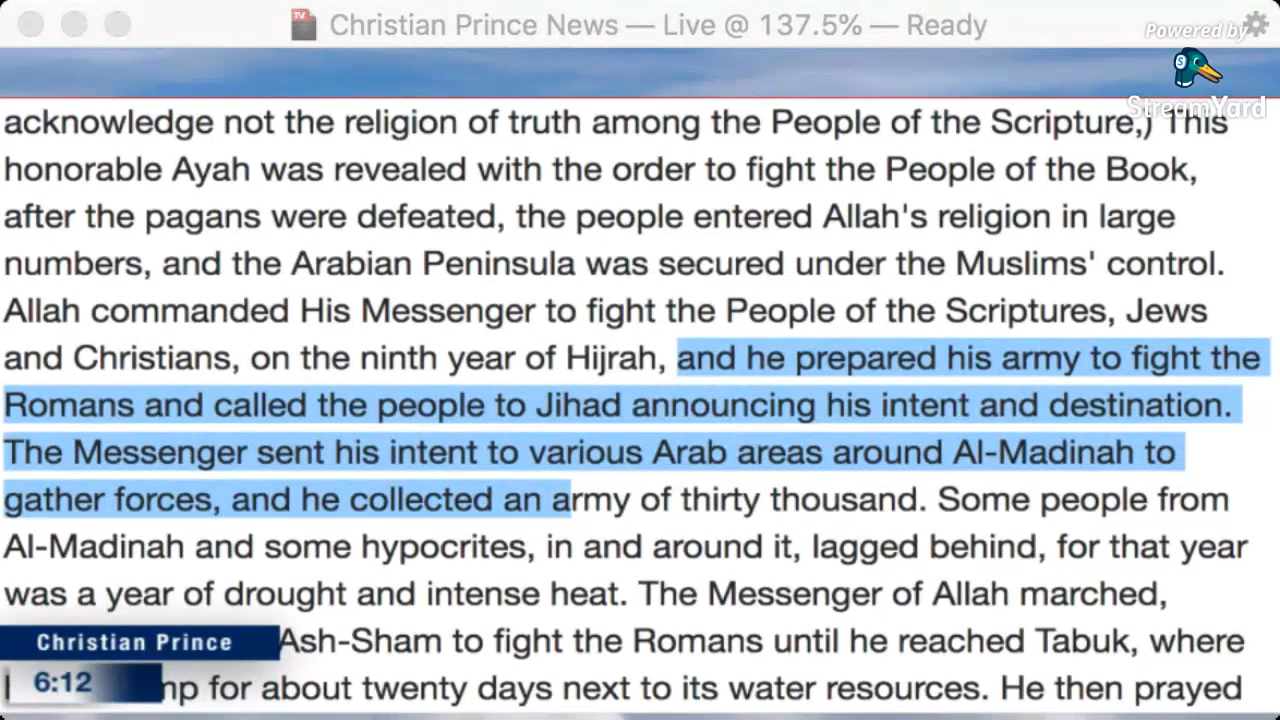 Christian Prince News — Live @ 137.5% — Ready
Powered by
StreamYard
acknowledge not the religion of truth among the People of the Scripture,) This
honorable Ayah was revealed with the order to fight the People of the Book,
after the pagans were defeated, the people entered Allah's religion in large
numbers, and the Arabian Peninsula was secured under the Muslims' control.
Allah commanded His Messenger to fight the People of the Scriptures, Jews
and Christians, on the ninth year of Hijrah, and he prepared his army to fight the
Romans and called the people to Jihad announcing his intent and destination.
The Messenger sent his intent to various Arab areas around Al-Madinah to
gather forces, and he collected an army of thirty thousand. Some people from
Al-Madinah and some hypocrites, in and around it, lagged behind, for that year
was a year of drought and intense heat. The Messenger of Allah marched,
Ash-Sham to fight the Romans until he reached Tabuk, where
for about twenty days next to its water resources. He then prayed
Christian Prince
6:12